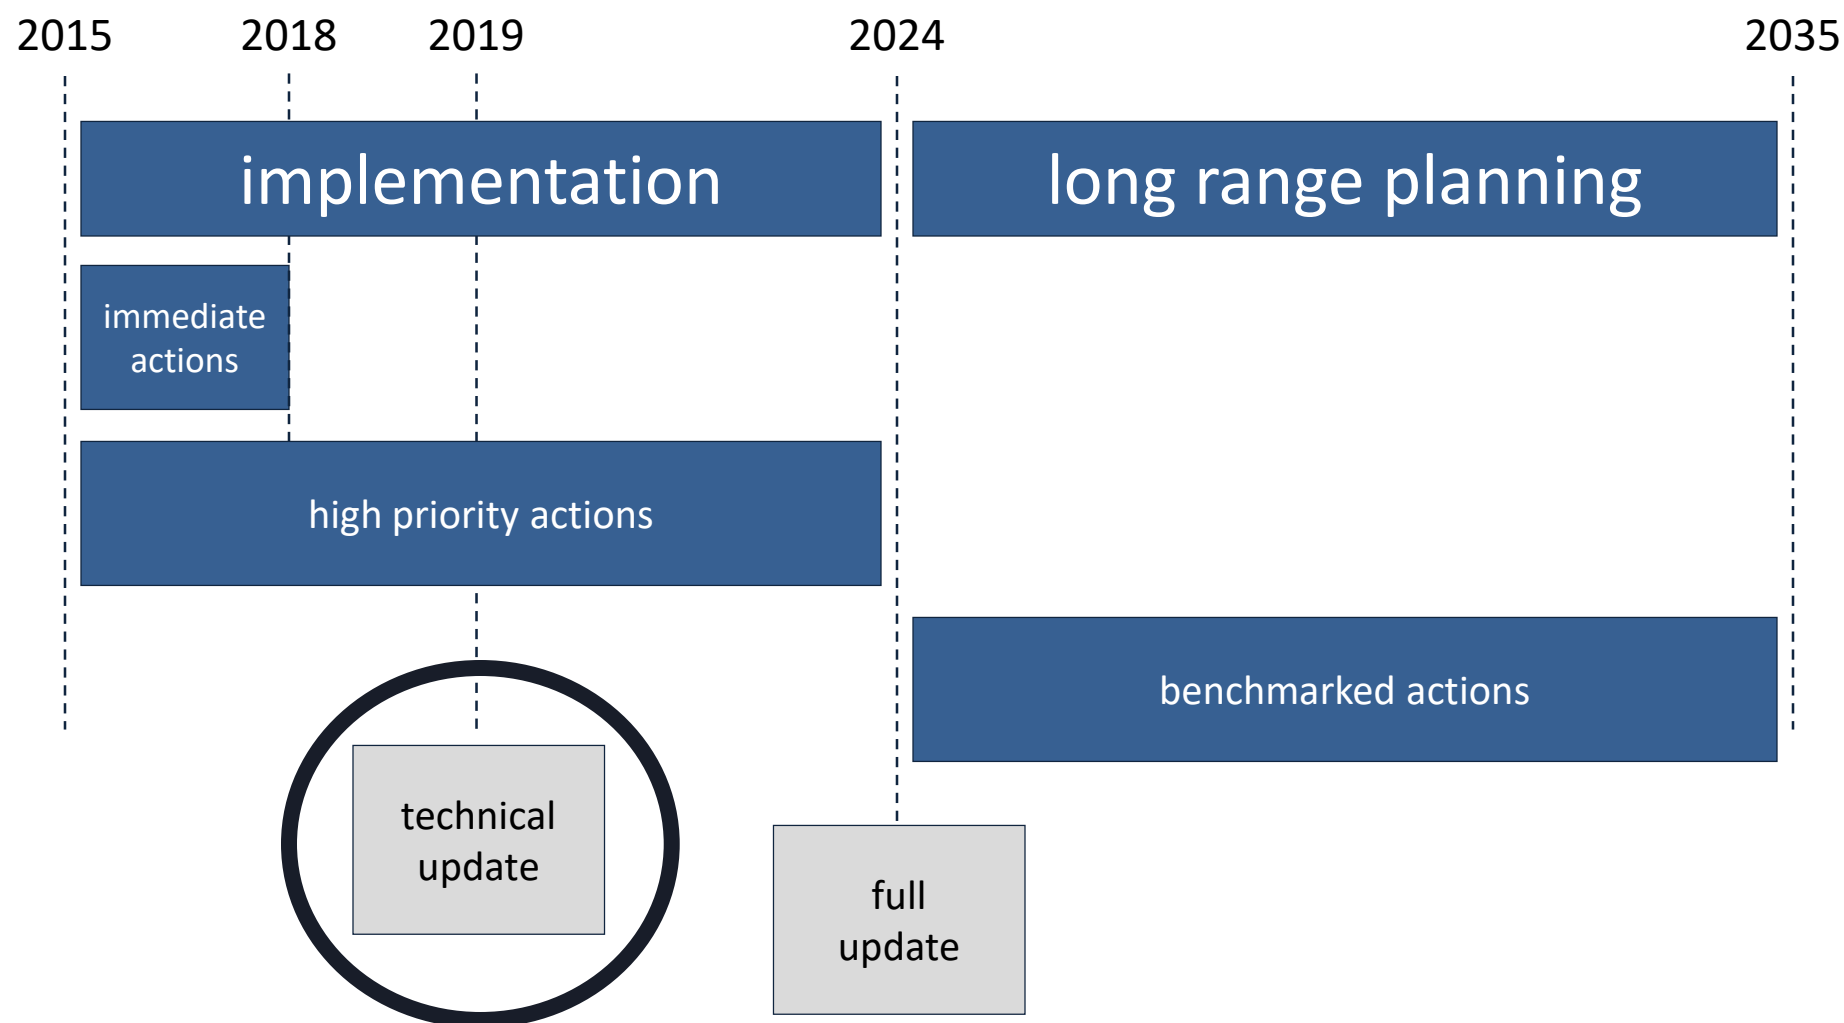 2015 2018 2019 2024 2035
implementation
long range planning
immediate
actions
high priority actions
benchmarked actions
technical
update
full
update